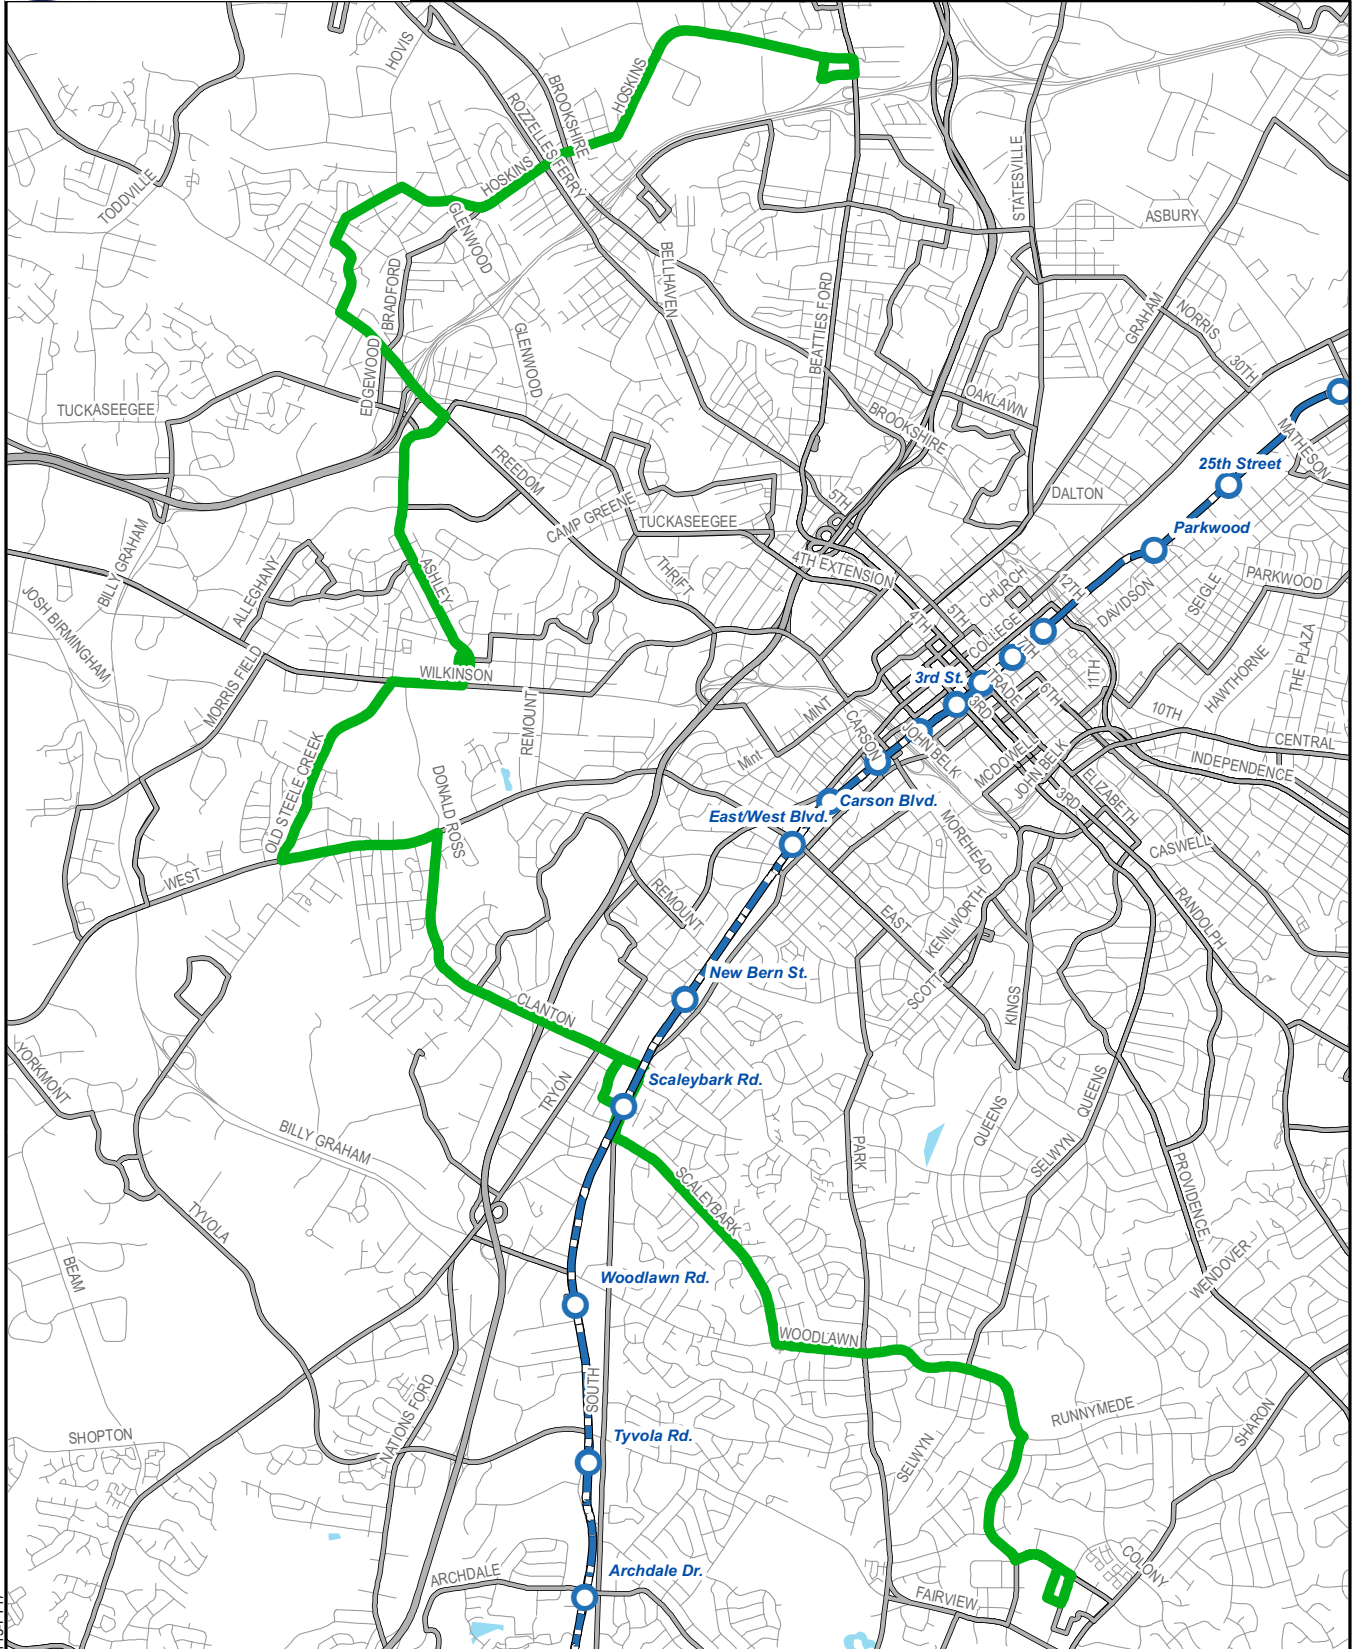 HOVIS
BROOKSHIRE
HOSKINS
ROZZELLES FERRY
HOSKINS
TODDVILLE
STATESVILLE
ASBURY
GLENWOOD
BELLHAVEN
BRADFORD
BEATTIES FORD
GRAHAM
NORRIS
GLENWOOD
30TH
EDGEWOOD
TUCKASEEGEE
OAKLAWN
BROOKSHIRE
MATHESON
25th Street
FREEDOM
DALTON
5TH
CAMP GREENE
TUCKASEEGEE
Parkwood
BILLY GRAHAM
4TH EXTENSION
ALLEGHANY
ASHLEY
THRIFT
CHURCH
12TH
PARKWOOD
SEIGLE
DAVIDSON
JOSH BIRMINGHAM
5TH
4TH
COLLEGE
7TH
THE PLAZA
MORRIS FIELD
WILKINSON
3rd St.
TRADE
6TH
11TH
HAWTHORNE
REMOUNT
MINT
CARSON
3RD
10TH
CENTRAL
OLD STEELE CREEK
JOHN BELK
Mint
MCDOWELL
JOHN BELK
INDEPENDENCE
DONALD ROSS
Carson Blvd.
3RD
ELIZABETH
East/West Blvd.
MOREHEAD
CASWELL
WEST
REMOUNT
EAST
KENILWORTH
RANDOLPH
New Bern St.
SCOTT
KINGS
CLANTON
YORKMONT
Scaleybark Rd.
TRYON
QUEENS
QUEENS
BILLY GRAHAM
PARK
SELWYN
SCALEYBARK
PROVIDENCE
TYVOLA
BEAM
WENDOVER
Woodlawn Rd.
WOODLAWN
SOUTH
NATIONS FORD
RUNNYMEDE
SHARON
SHOPTON
Tyvola Rd.
SELWYN
COLONY
ARCHDALE
Archdale Dr.
FAIRVIEW